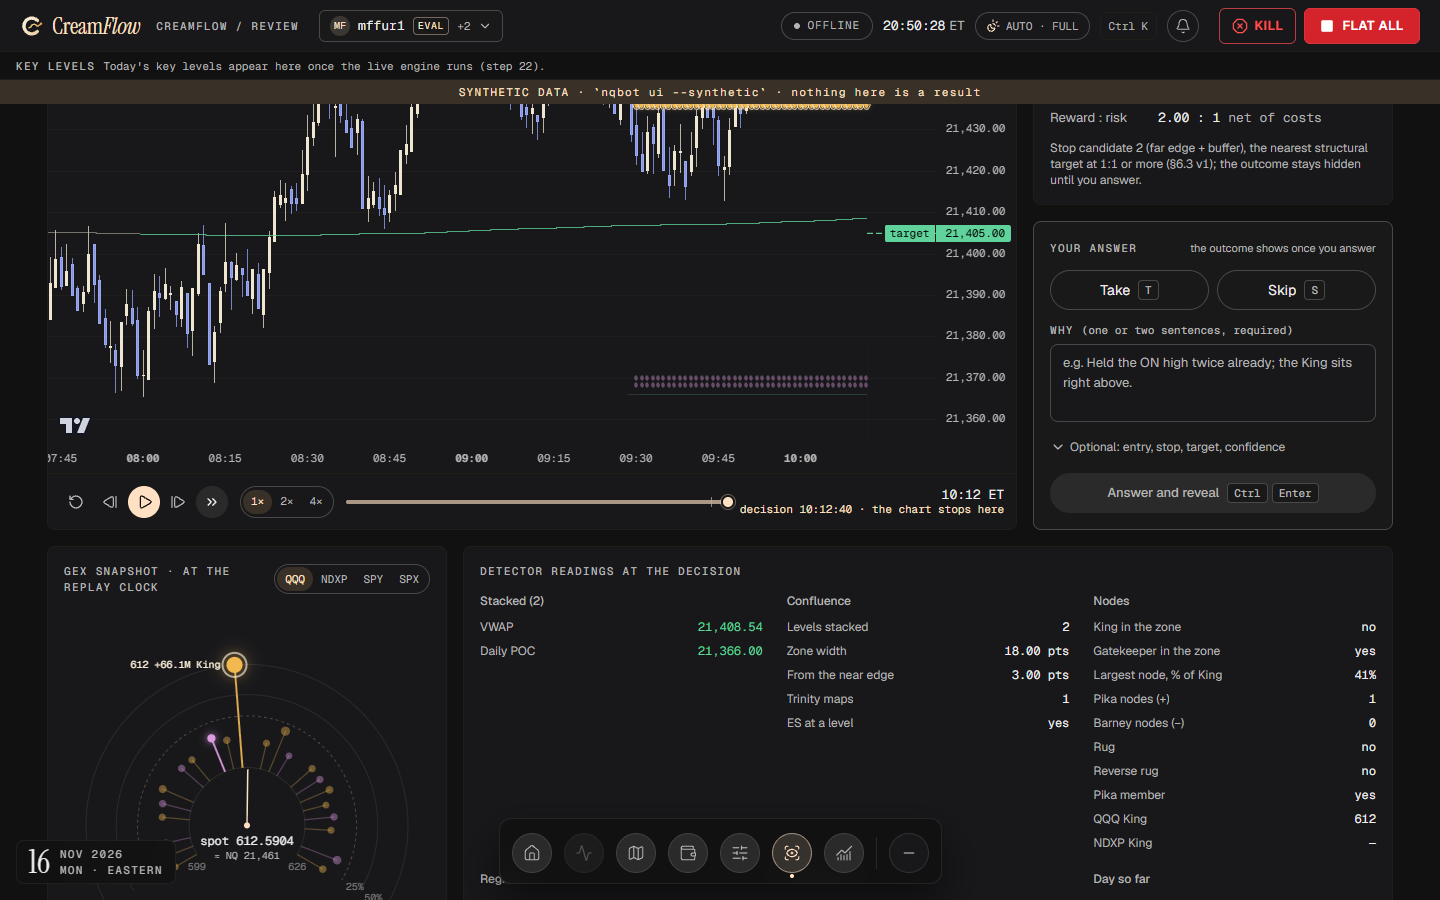 CreamFlow
CREAMFLOW / REVIEW
MF mffur1 EVAL +2
OFFLINE
20:50:28 ET
AUTO · FULL
Ctrl K
KILL
FLAT ALL
KEY LEVELS Today's key levels appear here once the live engine runs (step 22).
SYNTHETIC DATA · `nqbot ui --synthetic` · nothing here is a result
21,430.00
21,420.00
21,410.00
target 21,405.00
21,400.00
21,390.00
21,380.00
21,370.00
21,360.00
07:45 08:00 08:15 08:30 08:45 09:00 09:15 09:30 09:45 10:00
1× 2× 4×
10:12 ET
decision 10:12:40 · the chart stops here
Reward : risk 2.00 : 1 net of costs
Stop candidate 2 (far edge + buffer), the nearest structural
target at 1:1 or more (§6.3 v1); the outcome stays hidden
until you answer.
YOUR ANSWER the outcome shows once you answer
Take T
Skip S
WHY (one or two sentences, required)
e.g. Held the ON high twice already; the King sits
right above.
Optional: entry, stop, target, confidence
Answer and reveal Ctrl Enter
GEX SNAPSHOT · AT THE
REPLAY CLOCK
QQQ NDXP SPY SPX
612 +66.1M King
spot 612.5904
≈ NQ 21,461
599 626
25%
50%
16 NOV 2026
MON · EASTERN
DETECTOR READINGS AT THE DECISION
Stacked (2)
VWAP 21,408.54
Daily POC 21,366.00
Confluence
Levels stacked 2
Zone width 18.00 pts
From the near edge 3.00 pts
Trinity maps 1
ES at a level yes
Nodes
King in the zone no
Gatekeeper in the zone yes
Largest node, % of King 41%
Pika nodes (+) 1
Barney nodes (−) 0
Rug no
Reverse rug no
Pika member yes
QQQ King 612
NDXP King –
Day so far